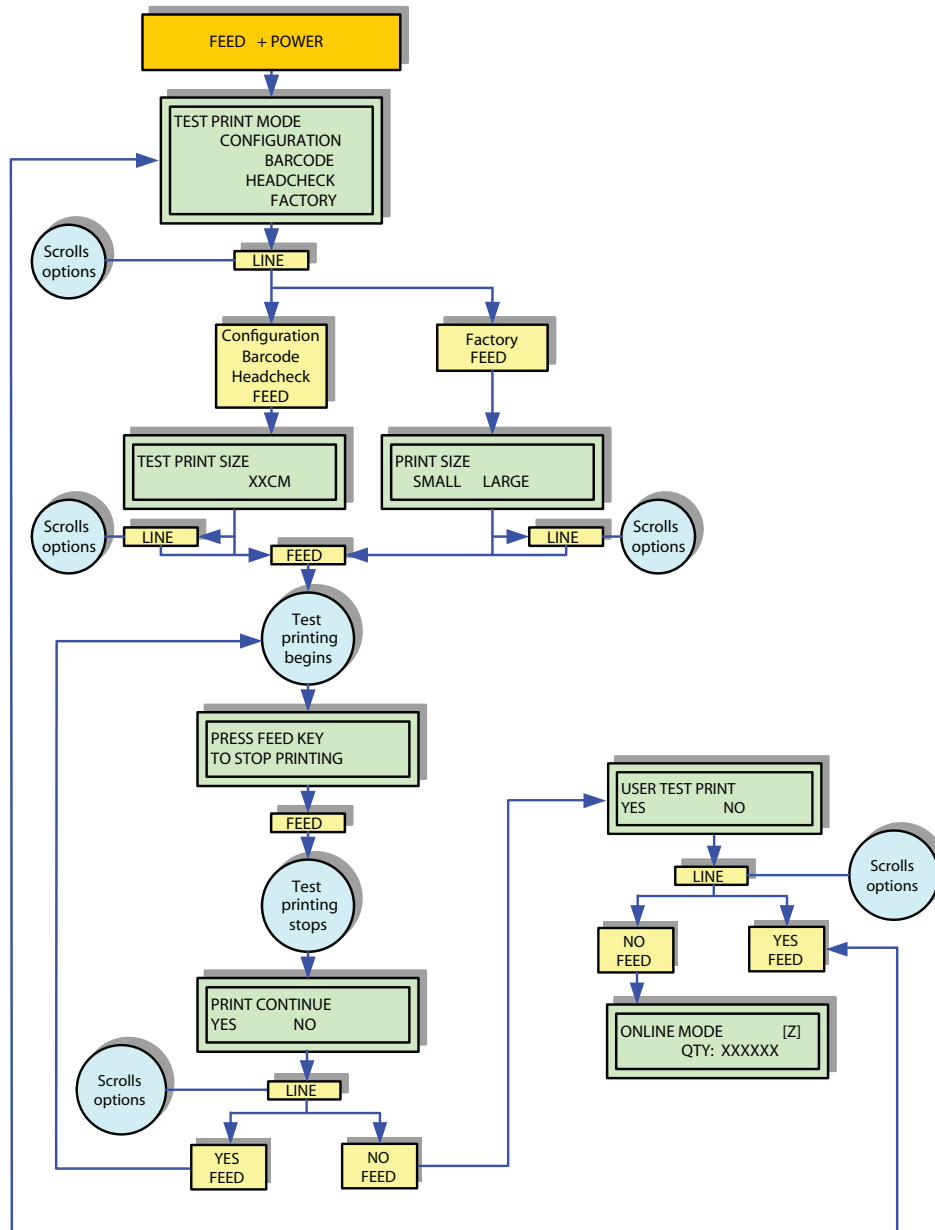 FEED + POWER
TEST PRINT MODE
CONFIGURATION
BARCODE
HEADCHECK
FACTORY
Scrolls
options
LINE
Configuration
Barcode
Headcheck
FEED
Factory
FEED
TEST PRINT SIZE
XXCM
PRINT SIZE
SMALL LARGE
Scrolls
options
LINE
FEED
LINE
Scrolls
options
Test
printing
begins
PRESS FEED KEY
TO STOP PRINTING
FEED
Test
printing
stops
PRINT CONTINUE
YES NO
Scrolls
options
LINE
YES
FEED
NO
FEED
USER TEST PRINT
YES NO
LINE
Scrolls
options
NO
FEED
YES
FEED
ONLINE MODE [Z]
QTY: XXXXXX